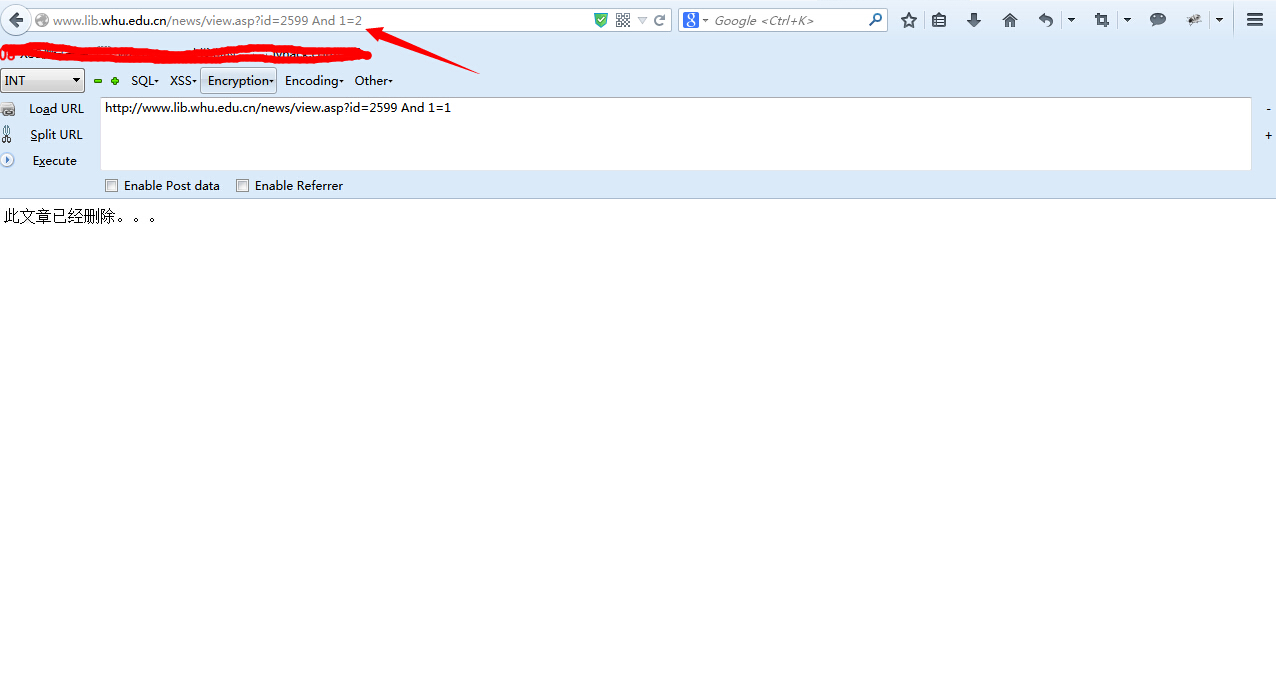 www.lib.whu.edu.cn/news/view.asp?id=2599 And 1=2
Google <Ctrl+K>
INT SQL XSS Encryption Encoding Other
Load URL http://www.lib.whu.edu.cn/news/view.asp?id=2599 And 1=1
Split URL
Execute
Enable Post data Enable Referrer
此文章已经删除。。。